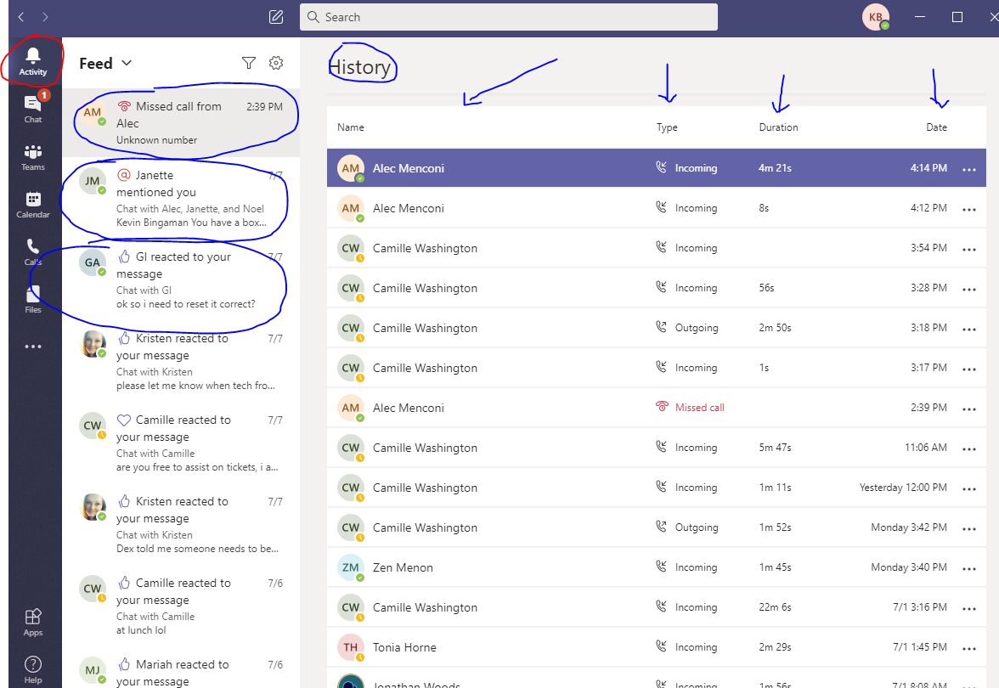 Search
KB
Activity
1
Chat
Teams
Calendar
Calls
Files
Apps
Help
Feed
AM
Missed call from
Alec
2:39 PM
Unknown number
JM
@ Janette
mentioned you
7/7
Chat with Alec, Janette, and Noel
Kevin Bingaman You have a box...
GA
GI reacted to your
message
7/7
Chat with GI
ok so i need to reset it correct?
Kristen reacted to
your message
7/7
Chat with Kristen
please let me know when tech fro...
CW
Camille reacted to
your message
7/7
Chat with Camille
are you free to assist on tickets, i a...
Kristen reacted to
your message
7/7
Chat with Kristen
Dex told me someone needs to be...
CW
Camille reacted to
your message
7/6
Chat with Camille
at lunch lol
MJ
Mariah reacted to
your message
7/6
History
Name Type Duration Date
AM Alec Menconi Incoming 4m 21s 4:14 PM ...
AM Alec Menconi Incoming 8s 4:12 PM ...
CW Camille Washington Incoming 3:54 PM ...
CW Camille Washington Incoming 56s 3:28 PM ...
CW Camille Washington Outgoing 2m 50s 3:18 PM ...
CW Camille Washington Incoming 1s 3:17 PM ...
AM Alec Menconi Missed call 2:39 PM ...
CW Camille Washington Incoming 5m 47s 11:06 AM ...
CW Camille Washington Incoming 1m 11s Yesterday 12:00 PM ...
CW Camille Washington Outgoing 1m 52s Monday 3:42 PM ...
ZM Zen Menon Incoming 1m 45s Monday 3:40 PM ...
CW Camille Washington Incoming 22m 6s 7/1 3:16 PM ...
TH Tonia Horne Incoming 2m 29s 7/1 1:45 PM ...
Jonathan Woods Incoming 1m 56s 7/1 8:08 AM ...